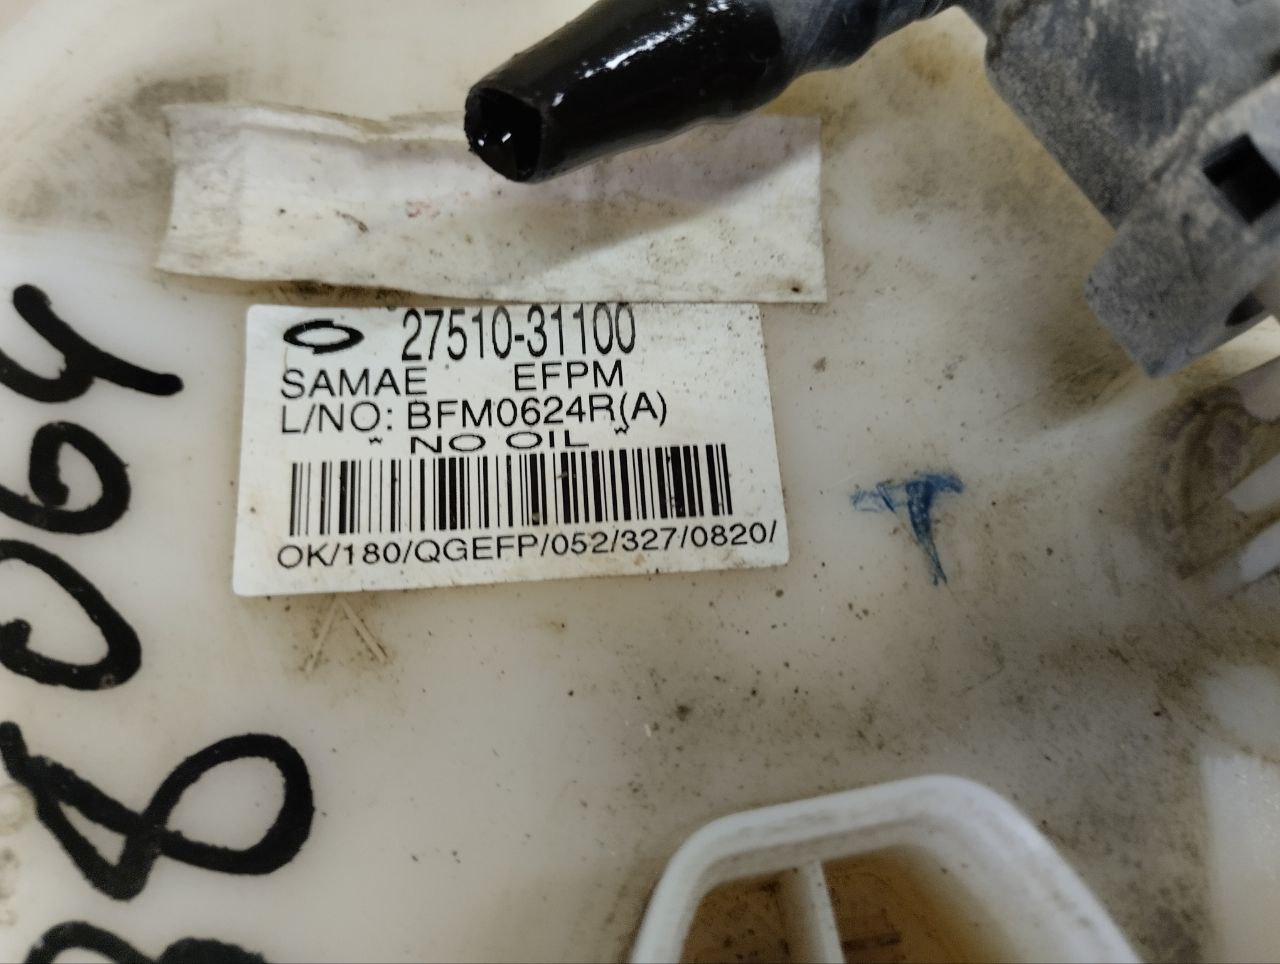 27510-31100
SAMAE EFPM
L/NO: BFM0624R(A)
" NO OIL "
OK/180/QGEFP/052/327/0820/
T